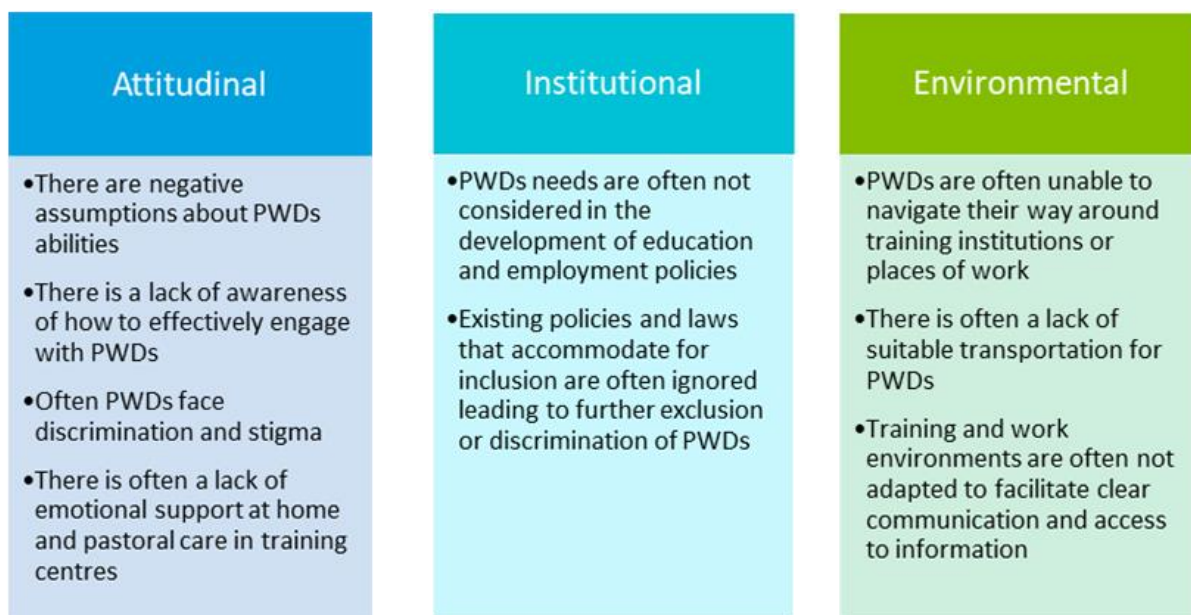 Attitudinal
•There are negative
assumptions about PWDs
abilities
•There is a lack of awareness
of how to effectively engage
with PWDs
•Often PWDs face
discrimination and stigma
•There is often a lack of
emotional support at home
and pastoral care in training
centres
Institutional
•PWDs needs are often not
considered in the
development of education
and employment policies
•Existing policies and laws
that accommodate for
inclusion are often ignored
leading to further exclusion
or discrimination of PWDs
Environmental
•PWDs are often unable to
navigate their way around
training institutions or
places of work
•There is often a lack of
suitable transportation for
PWDs
•Training and work
environments are often not
adapted to facilitate clear
communication and access
to information